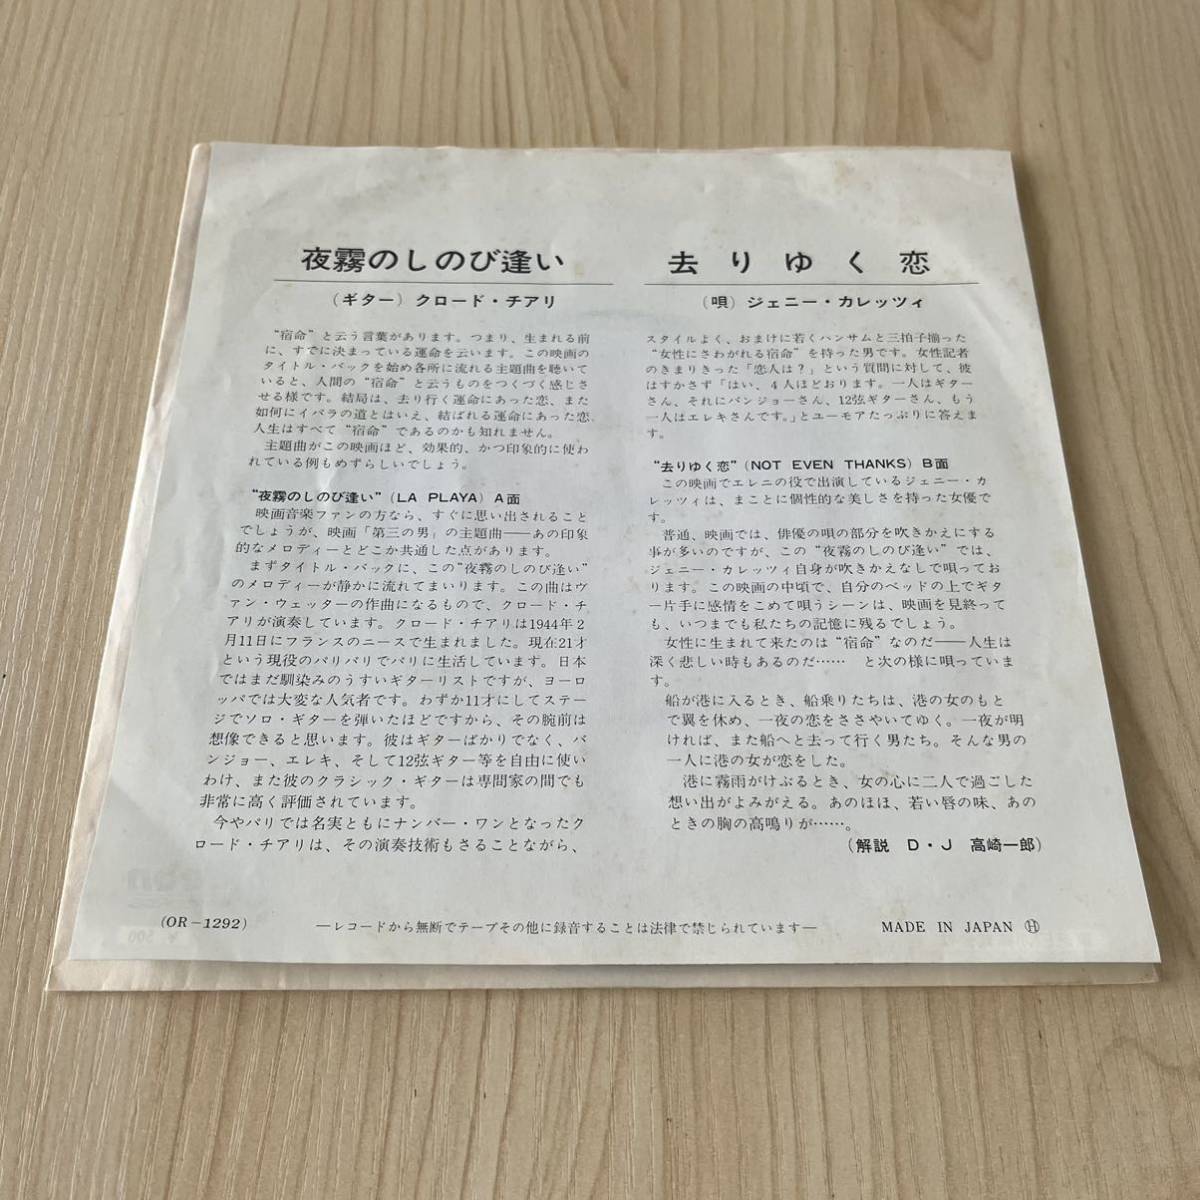 夜霧のしのび逢い
(ギター) クロード・チアリ
“宿命”と云う言葉があります。つまり、生まれる前
に、すでに決まっている運命を云います。この映画の
タイトル・バックを始め各所に流れる主題曲を聴いて
いると、人間の“宿命”と云うものをつくづく感じさ
せる様です。結局は、去り行く運命にあった恋、また
如何にイバラの道とはいえ、結ばれる運命にあった恋
人生はすべて“宿命”であるのかも知れません。
主題曲がこの映画ほど、効果的、かつ印象的に使わ
れている例もめずらしいでしょう。
“夜霧のしのび逢い”(LA PLAYA) A面
映画音楽ファンの方なら、すぐに思い出されること
でしょうが、映画「第三の男」の主題曲――あの印象
的なメロディーとどこか共通した点があります。
まずタイトル・バックに、この“夜霧のしのび逢い”
のメロディーが静かに流れてまいります。この曲はヴ
ァン・ウェッターの作曲になるもので、クロード・チ
アリが演奏しています。クロード・チアリは1944年2
月11日にフランスのニースで生まれました。現在21才
という現役のバリバリでパリに生活しています。日本
ではまだ馴染みのうすいギターリストですが、ヨーロ
ッパでは大変な人気者です。わずか11才にしてステー
ジでソロ・ギターを弾いたほどですから、その腕前は
想像できると思います。彼はギターばかりでなく、バ
ンジョー、エレキ、そして12弦ギター等を自由に使い
わけ、また彼のクラシック・ギターは専問家の間でも
非常に高く評価されています。
今やパリでは名実ともにナンバー・ワンとなったク
ロード・チアリは、その演奏技術もさることながら、
去りゆく恋
(唄) ジェニー・カレッツィ
スタイルよく、おまけに若くハンサムと三拍子揃った
“女性にさわがれる宿命”を持った男です。女性記者
のきまりきった「恋人は？」という質問に対して、彼
はすかさず「はい、4人ほどおります。一人はギター
さん、それにバンジョーさん、12弦ギターさん、もう
一人はエレキさんです。」とユーモアたっぷりに答えま
す。
“去りゆく恋”(NOT EVEN THANKS) B面
この映画でエレニの役で出演しているジェニー・カ
レッツィは、まことに個性的な美しさを持った女優で
す。
普通、映画では、俳優の唄の部分を吹きかえにする
事が多いのですが、この“夜霧のしのび逢い”では、
ジェニー・カレッツィ自身が吹きかえなしで唄ってお
ります。この映画の中頃で、自分のベッドの上でギタ
ー片手に感情をこめて唄うシーンは、映画を見終って
も、いつまでも私たちの記憶に残るでしょう。
女性に生まれて来たのは“宿命”なのだ――人生は
深く悲しい時もあるのだ…… と次の様に唄っていま
す。
船が港に入るとき、船乗りたちは、港の女のもと
で翼を休め、一夜の恋をささやいてゆく。一夜が明
ければ、また船へと去って行く男たち。そんな男の
一人に港の女が恋をした。
港に霧雨がけぶるとき、女の心に二人で過ごした
想い出がよみがえる。あのほほ、若い唇の味、あの
ときの胸の高鳴りが……。
(解説 D・J 高崎一郎)
(OR-1292)
―レコードから無断でテープその他に録音することは法律で禁じられています―
MADE IN JAPAN Ⓗ